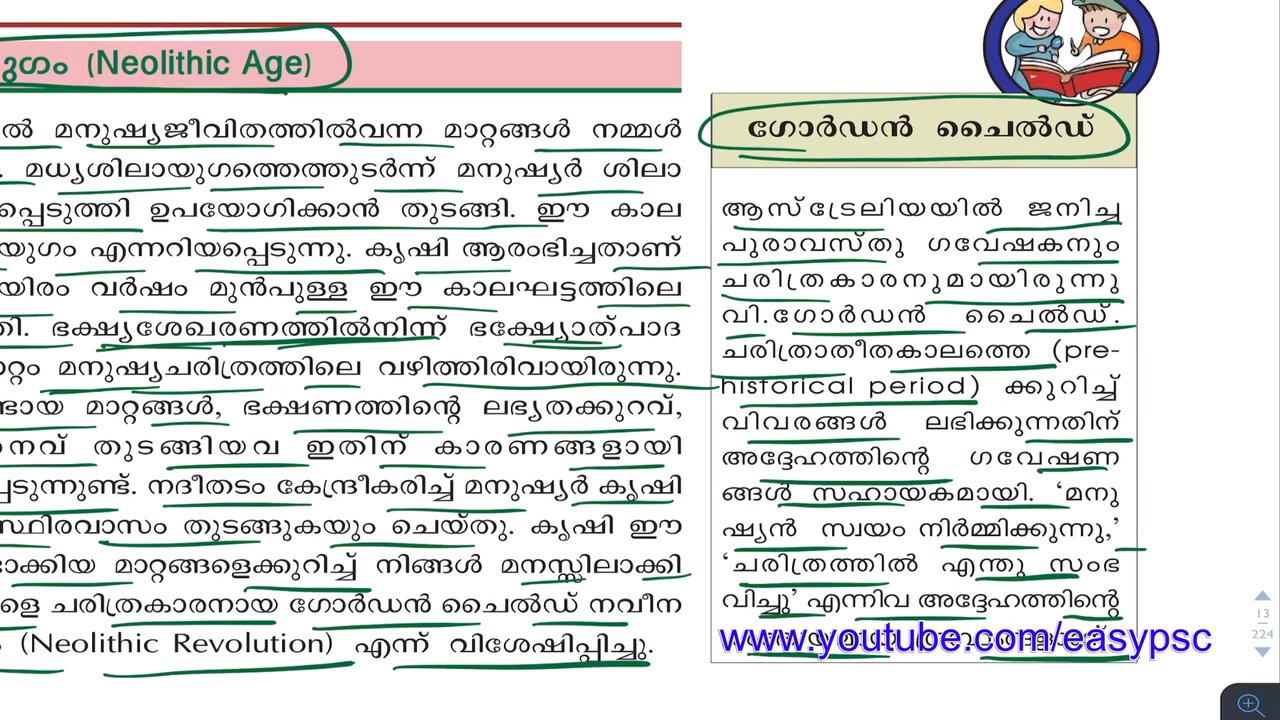 യുഗം (Neolithic Age)
ൽ മനുഷ്യജീവിതത്തിൽവന്ന മാറ്റങ്ങൾ നമ്മൾ
. മധ്യശിലായുഗത്തെത്തുടർന്ന് മനുഷ്യർ ശിലാ
പ്പെടുത്തി ഉപയോഗിക്കാൻ തുടങ്ങി. ഈ കാല
യുഗം എന്നറിയപ്പെടുന്നു. കൃഷി ആരംഭിച്ചതാണ്
യിരം വർഷം മുൻപുള്ള ഈ കാലഘട്ടത്തിലെ
തി. ഭക്ഷ്യശേഖരണത്തിൽനിന്ന് ഭക്ഷ്യോത്പാദ
റ്റം മനുഷ്യചരിത്രത്തിലെ വഴിത്തിരിവായിരുന്നു.
ണ്ടായ മാറ്റങ്ങൾ, ഭക്ഷണത്തിന്റെ ലഭ്യതക്കുറവ്,
നവ് തുടങ്ങിയവ ഇതിന് കാരണങ്ങളായി
പ്പെടുന്നുണ്ട്. നദീതടം കേന്ദ്രീകരിച്ച് മനുഷ്യർ കൃഷി
സ്ഥിരവാസം തുടങ്ങുകയും ചെയ്തു. കൃഷി ഈ
ാക്കിയ മാറ്റങ്ങളെക്കുറിച്ച് നിങ്ങൾ മനസ്സിലാക്കി
ളെ ചരിത്രകാരനായ ഗോർഡൻ ചൈൽഡ് നവീന
(Neolithic Revolution) എന്ന് വിശേഷിപ്പിച്ചു.
ഗോർഡൻ ചൈൽഡ്
ആസ്ട്രേലിയയിൽ ജനിച്ച
പുരാവസ്തു ഗവേഷകനും
ചരിത്രകാരനുമായിരുന്നു
വി.ഗോർഡൻ ചൈൽഡ്.
ചരിത്രാതീതകാലത്തെ (pre-
historical period) ക്കുറിച്ച്
വിവരങ്ങൾ ലഭിക്കുന്നതിന്
അദ്ദേഹത്തിന്റെ ഗവേഷണ
ങ്ങൾ സഹായകമായി. ‘മനു
ഷ്യൻ സ്വയം നിർമ്മിക്കുന്നു,’
‘ചരിത്രത്തിൽ എന്തു സംഭ
വിച്ചു’ എന്നിവ അദ്ദേഹത്തിന്റെ
www.youtube.com/easypsc
13
224